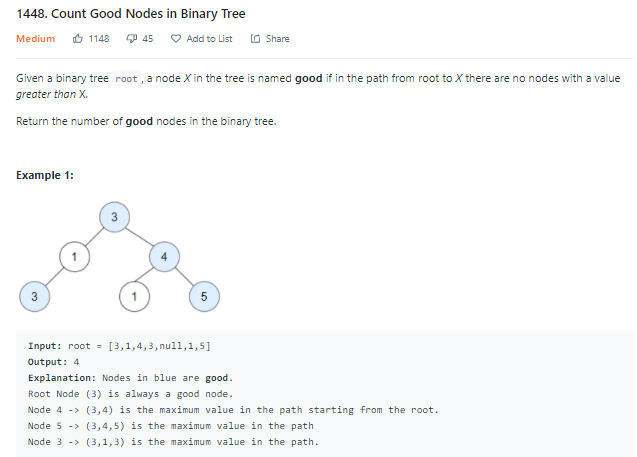 1448. Count Good Nodes in Binary Tree
Medium 1148 45 Add to List Share
Given a binary tree root , a node X in the tree is named good if in the path from root to X there are no nodes with a value
greater than X.
Return the number of good nodes in the binary tree.
Example 1:
3
1 4
3 1 5
Input: root = [3,1,4,3,null,1,5]
Output: 4
Explanation: Nodes in blue are good.
Root Node (3) is always a good node.
Node 4 -> (3,4) is the maximum value in the path starting from the root.
Node 5 -> (3,4,5) is the maximum value in the path
Node 3 -> (3,1,3) is the maximum value in the path.